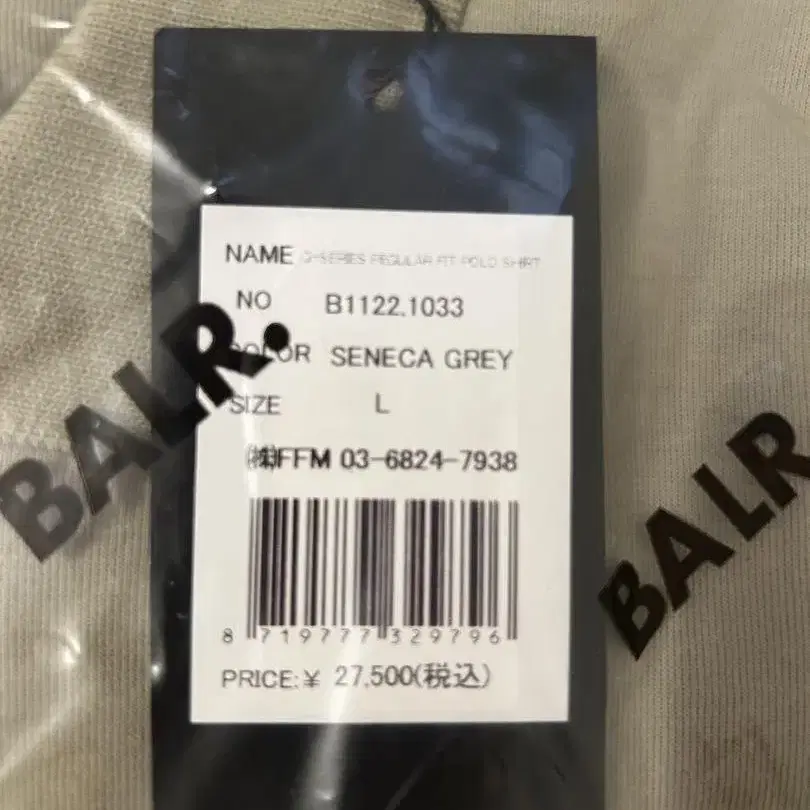 NAME Q-SERIES REGULAR FIT POLO SHIRT
NO B1122.1033
COLOR SENECA GREY
SIZE L
㈱FFM 03-6824-7938
8 719777 329796
PRICE:¥ 27,500(税込)
BALR.
BALR